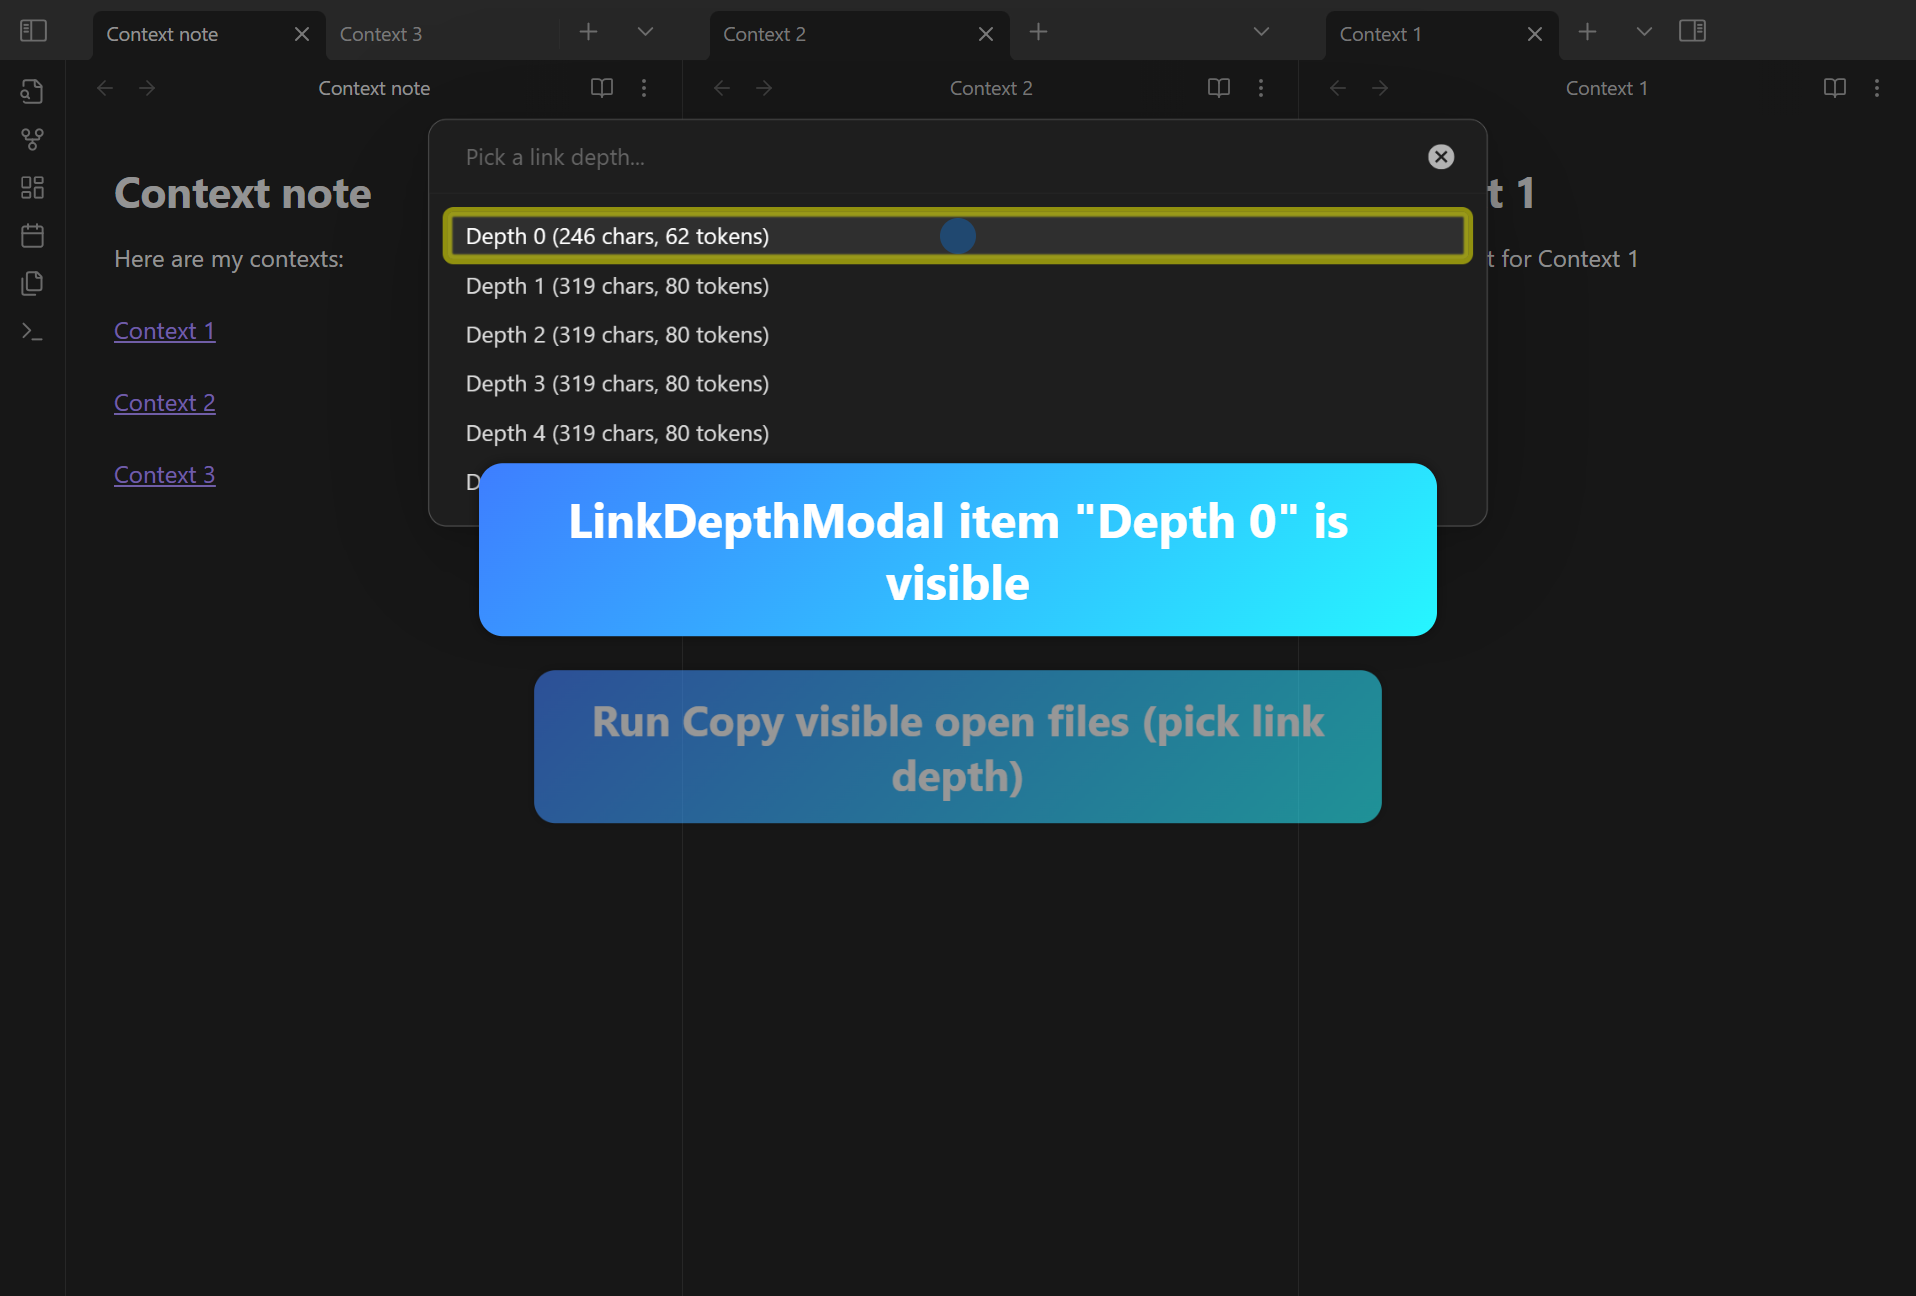 Context note
Context 3
Context 2
Context 1
Context note
Context 2
Context 1
Pick a link depth...
Context note
t 1
Depth 0 (246 chars, 62 tokens)
Here are my contexts:
t for Context 1
Depth 1 (319 chars, 80 tokens)
Context 1
Depth 2 (319 chars, 80 tokens)
Depth 3 (319 chars, 80 tokens)
Context 2
Depth 4 (319 chars, 80 tokens)
Context 3
D
LinkDepthModal item "Depth 0" is
visible
Run Copy visible open files (pick link
depth)